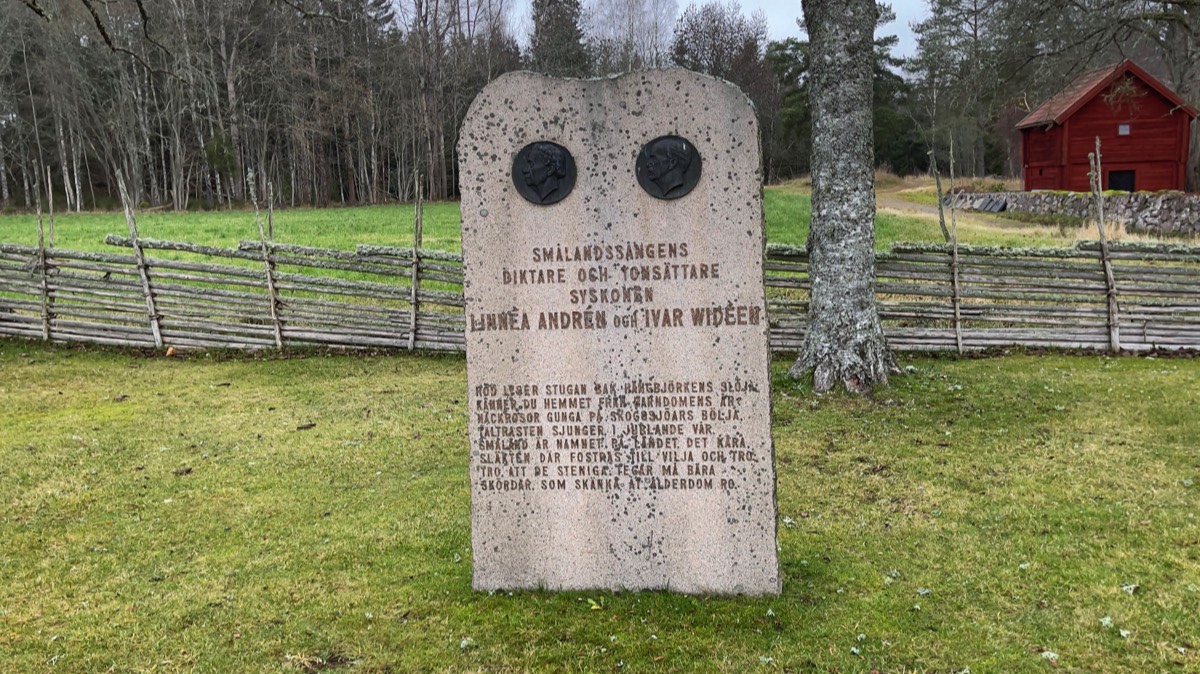 SMÅLANDSSÅNGENS
DIKTARE OCH TONSÄTTARE
SYSKONEN
LINNÉA ANDRÉN OCH IVAR WIDÉEN
RÖD LEGER STUGAN BAK HÄNGBJÖRKENS SLÖJA
KÄNNER DU HEMMET FRÅN BARNDOMENS ÅR
NÄCKROSOR GUNGA PÅ SKOGSSJÖARS BÖLJA,
TALTRASTEN SJUNGER I JUBLANDE VÅR.
SMÅLAND ÄR NAMNET PÅ LANDET DET KÄRA,
SLÄKTEN DÄR FOSTRAS TILL VILJA OCH TRO
TRO, ATT DE STENIGA TEGAR MÅ BÄRA
SKÖRDAR, SOM SKÄNKA ÅT ÅLDERDOM RO.